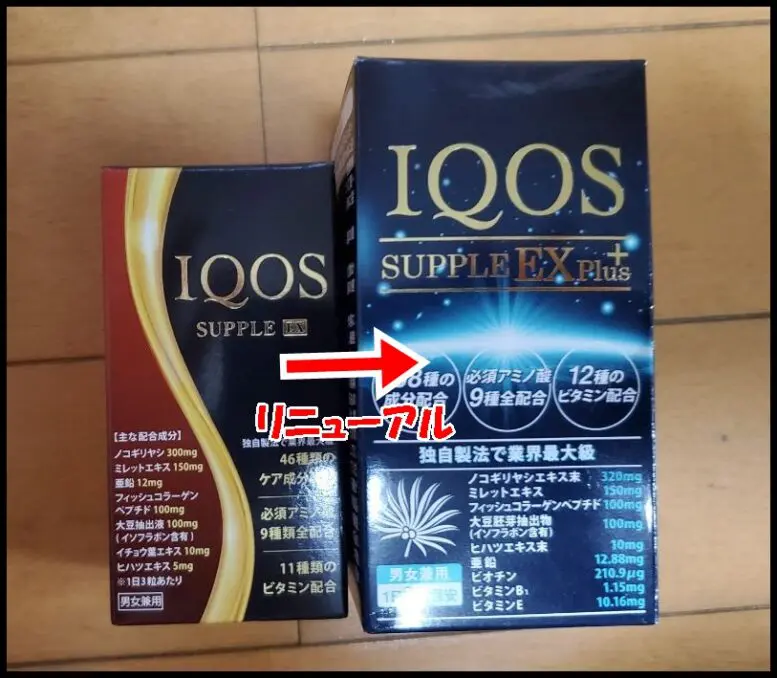 IQOS
SUPPLE EX
【主な配合成分】
ノコギリヤシ 300mg
ミレットエキス 150mg
亜鉛 12mg
フィッシュコラーゲン
ペプチド 100mg
大豆抽出液 100mg
(イソフラボン含有)
イチョウ葉エキス 10mg
ヒハツエキス 5mg
※1日3粒あたり
男女兼用
独自製法で業界最大級
46種類の
ケア成分
必須アミノ酸
9種類全配合
11種類の
ビタミン配合
リニューアル
IQOS
SUPPLE EX Plus+
8種の
成分配合
必須アミノ酸
9種全配合
12種の
ビタミン配合
独自製法で業界最大級
ノコギリヤシエキス末 320mg
ミレットエキス 150mg
フィッシュコラーゲンペプチド 100mg
大豆胚芽抽出物 100mg
(イソフラボン含有)
ヒハツエキス末 10mg
亜鉛 12.88mg
ビオチン 210.9μg
ビタミンB1 1.15mg
ビタミンE 10.16mg
男女兼用
1日
目安